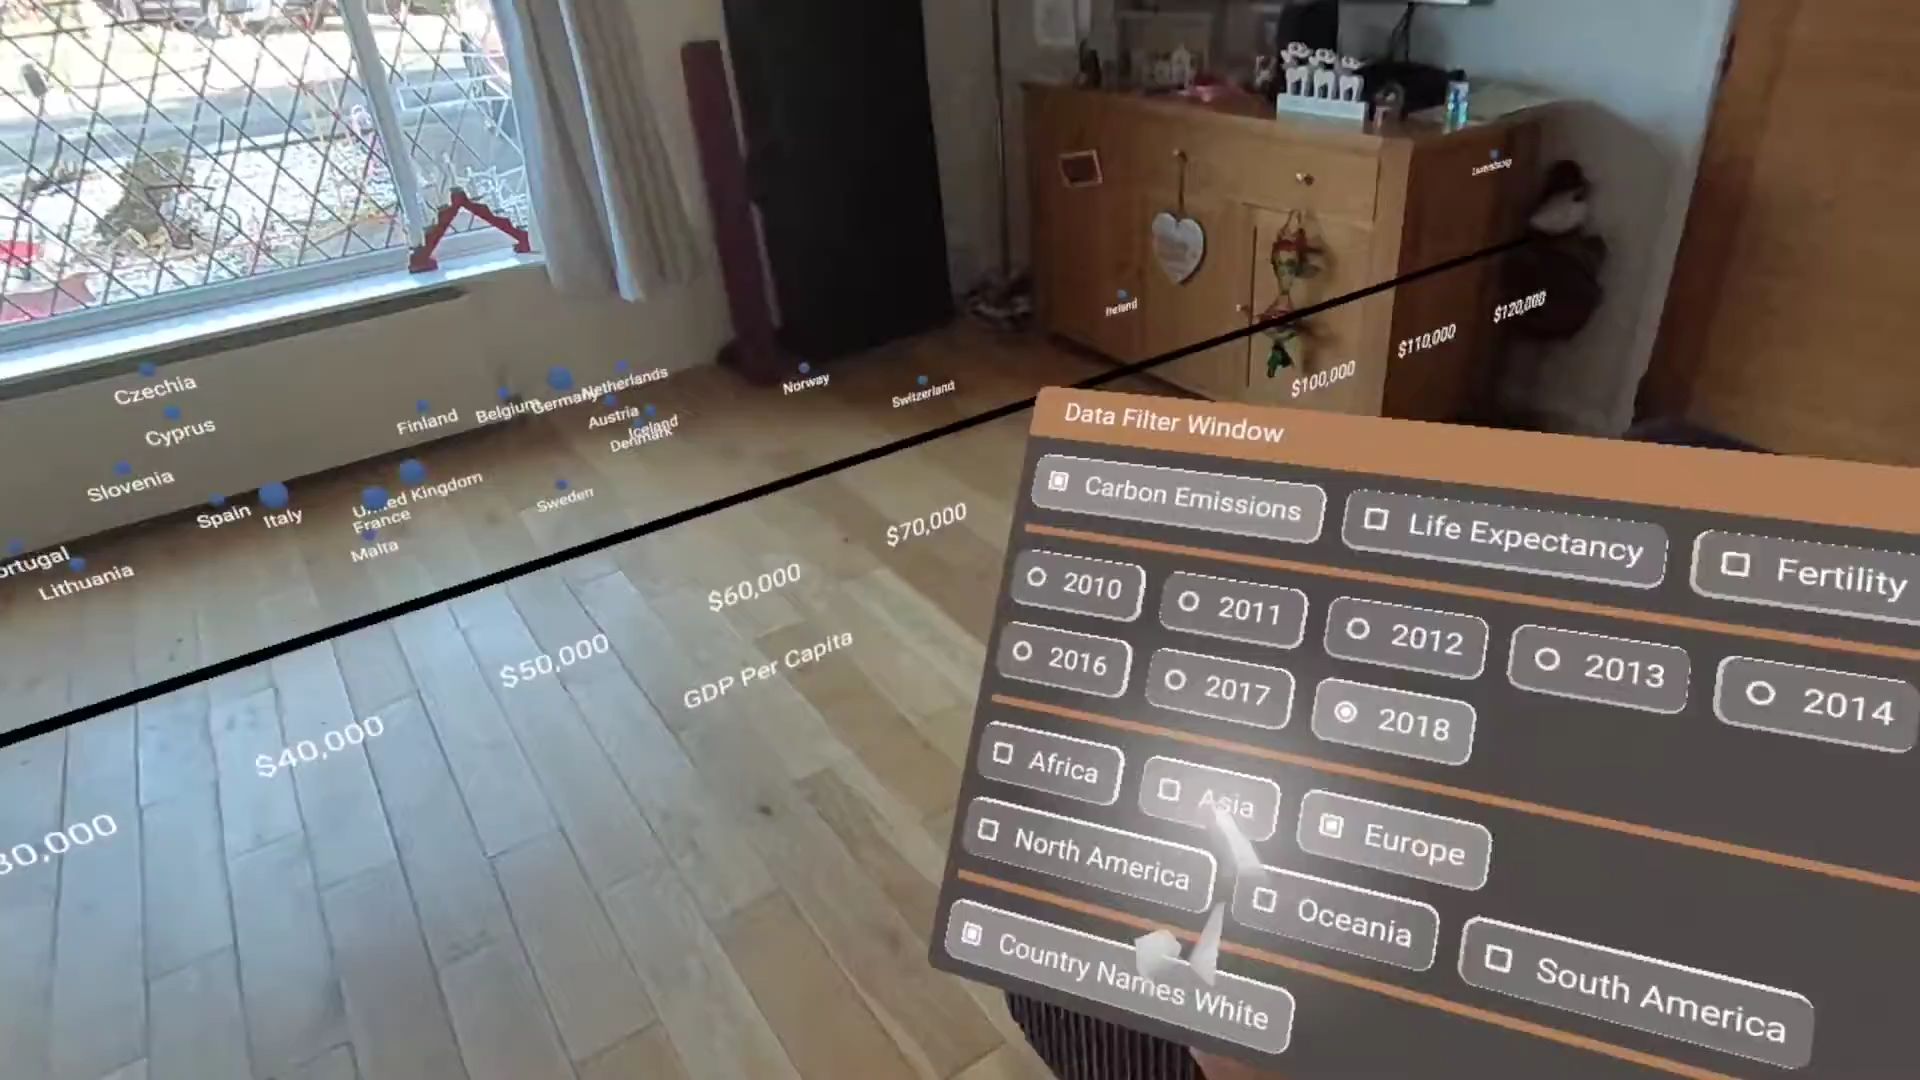 Czechia
Cyprus
Slovenia
Spain
Italy
Lithuania
Finland
Belgium
Germany
Netherlands
Austria
Iceland
Denmark
United Kingdom
France
Malta
Sweden
Norway
Switzerland
Ireland
$40,000
$50,000
$60,000
$70,000
$100,000
$110,000
$120,000
GDP Per Capita
Data Filter Window
Carbon Emissions
Life Expectancy
Fertility
2010
2011
2012
2013
2014
2016
2017
2018
Africa
Asia
Europe
North America
Oceania
South America
Country Names White